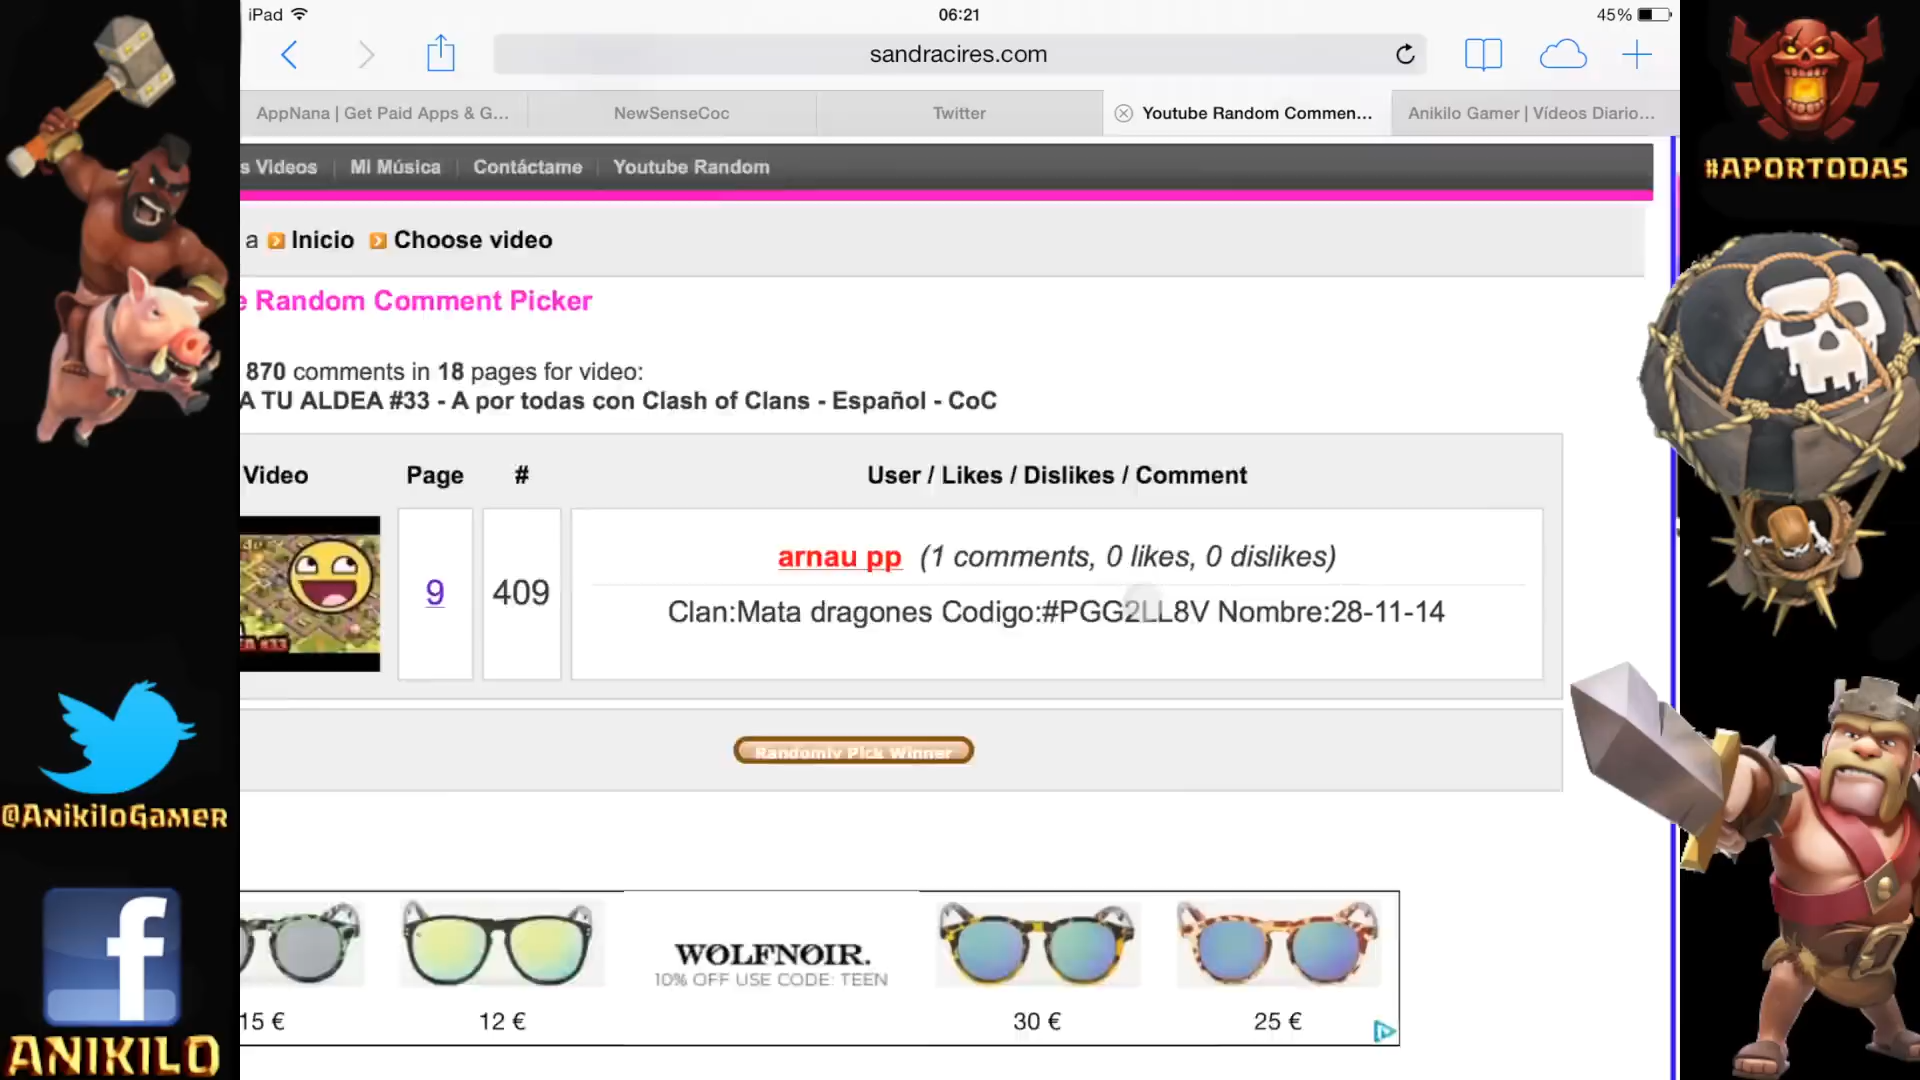 iPad 06:21 45%
sandracires.com
AppNana | Get Paid Apps & G... NewSenseCoc Twitter Youtube Random Commen... Anikilo Gamer | Vídeos Diario...
s Videos Mi Música Contáctame Youtube Random
#APORTODAS
a Inicio Choose video
e Random Comment Picker
870 comments in 18 pages for video:
A TU ALDEA #33 - A por todas con Clash of Clans - Español - CoC
Video Page # User / Likes / Dislikes / Comment
arnau pp (1 comments, 0 likes, 0 dislikes)
9 409
Clan:Mata dragones Codigo:#PGG2LL8V Nombre:28-11-14
Randomly Pick Winner
@AnikiloGamer
WOLFNOIR.
10% OFF USE CODE: TEEN
15 € 12 € 30 € 25 €
f
ANIKILO